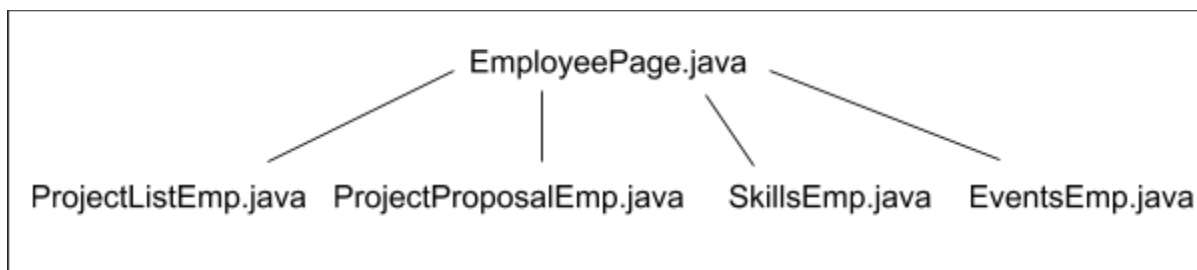 EmployeePage.java
ProjectListEmp.java ProjectProposalEmp.java SkillsEmp.java EventsEmp.java